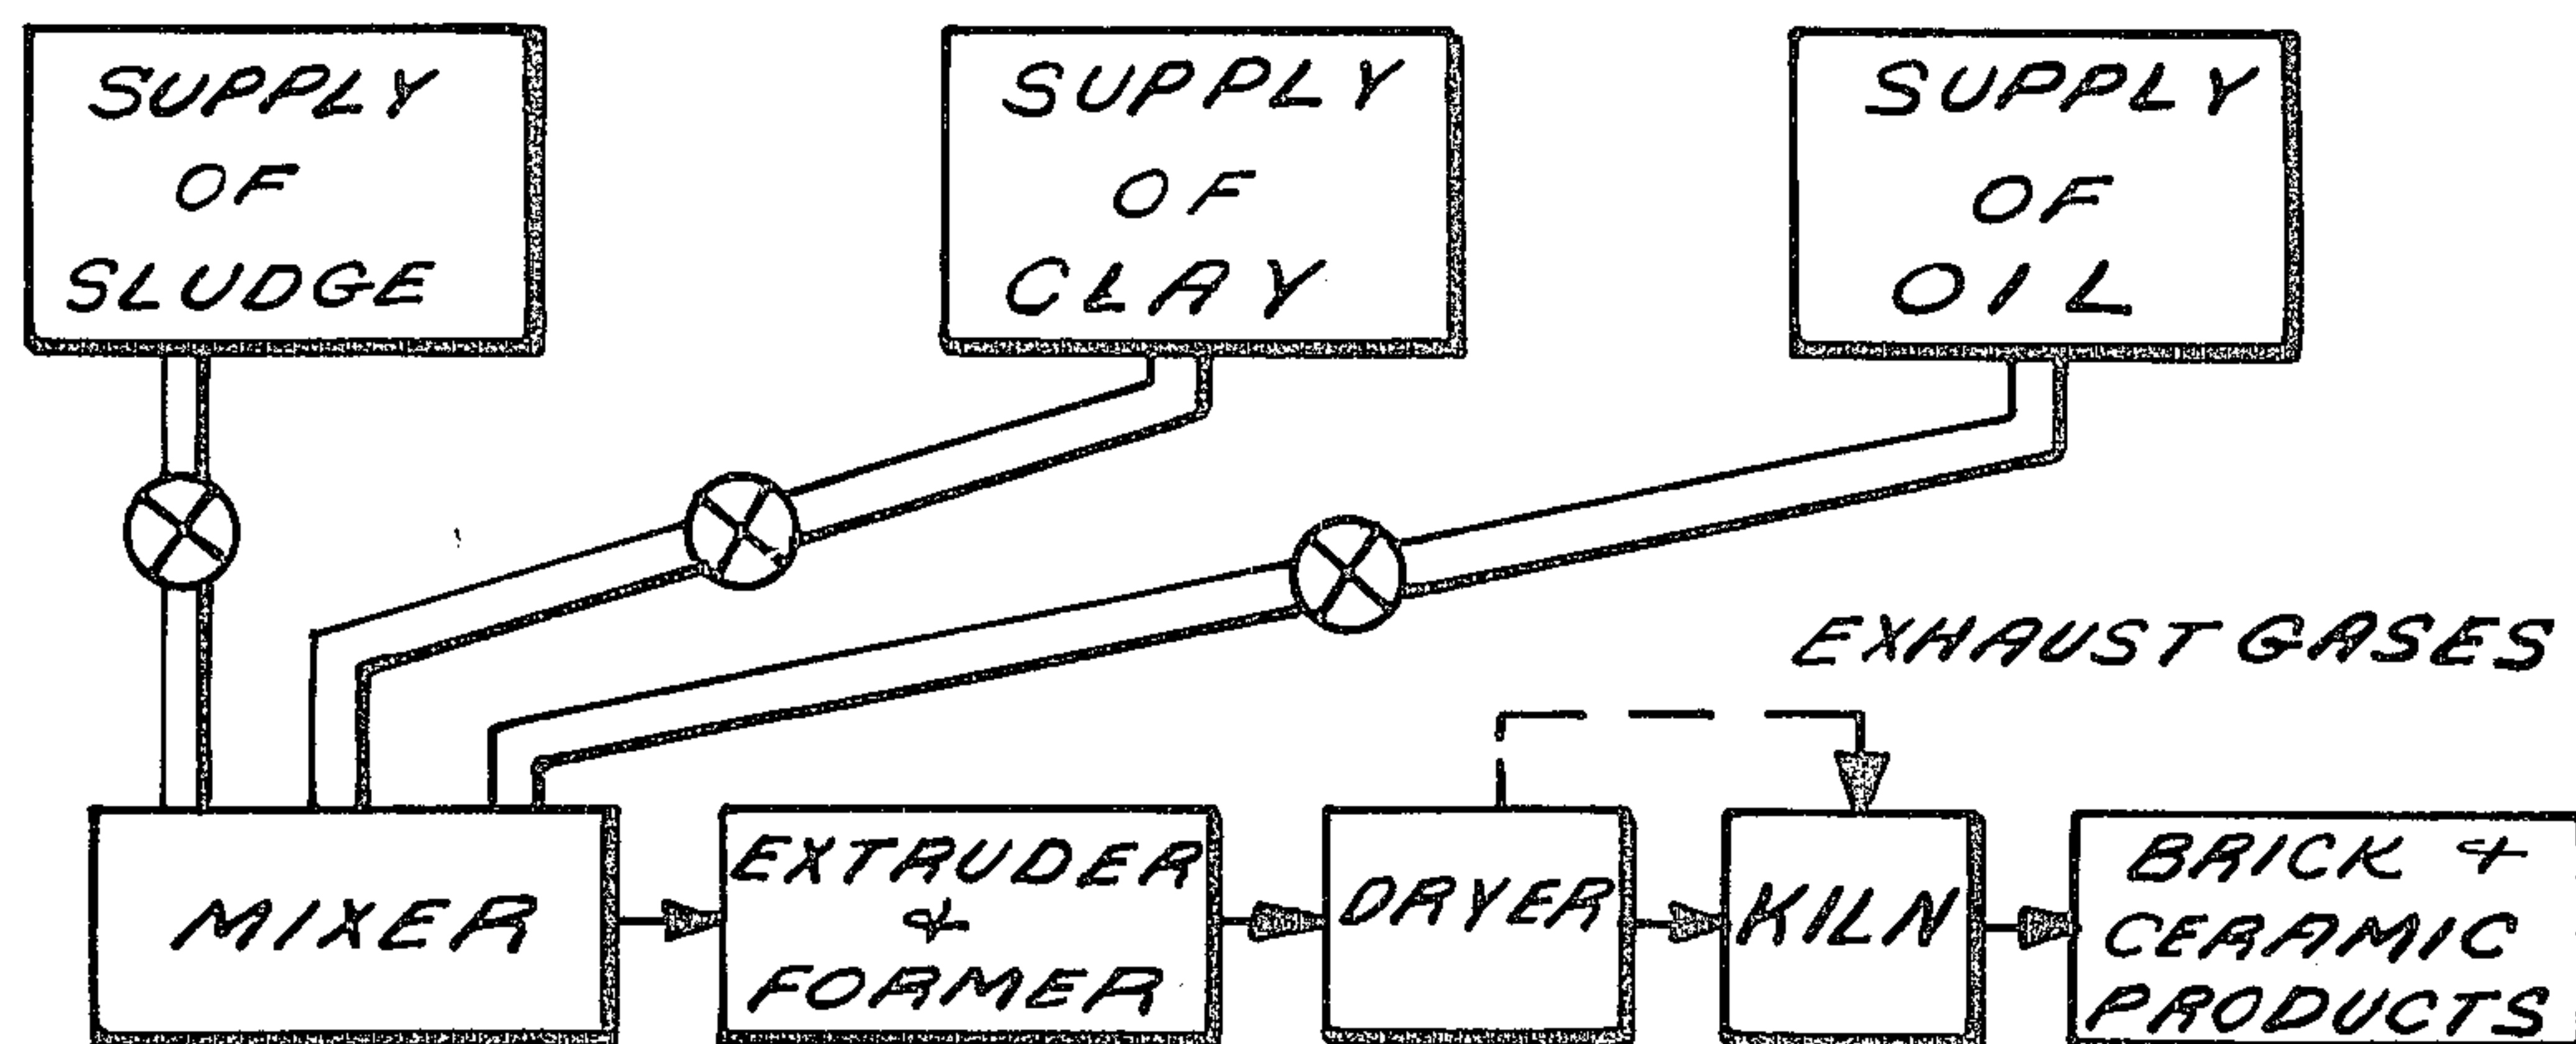 SUPPLY
OF
SLUDGE
SUPPLY
OF
CLAY
SUPPLY
OF
OIL
EXHAUST GASES
MIXER
EXTRUDER
&
FORMER
DRYER
KILN
BRICK &
CERAMIC
PRODUCTS